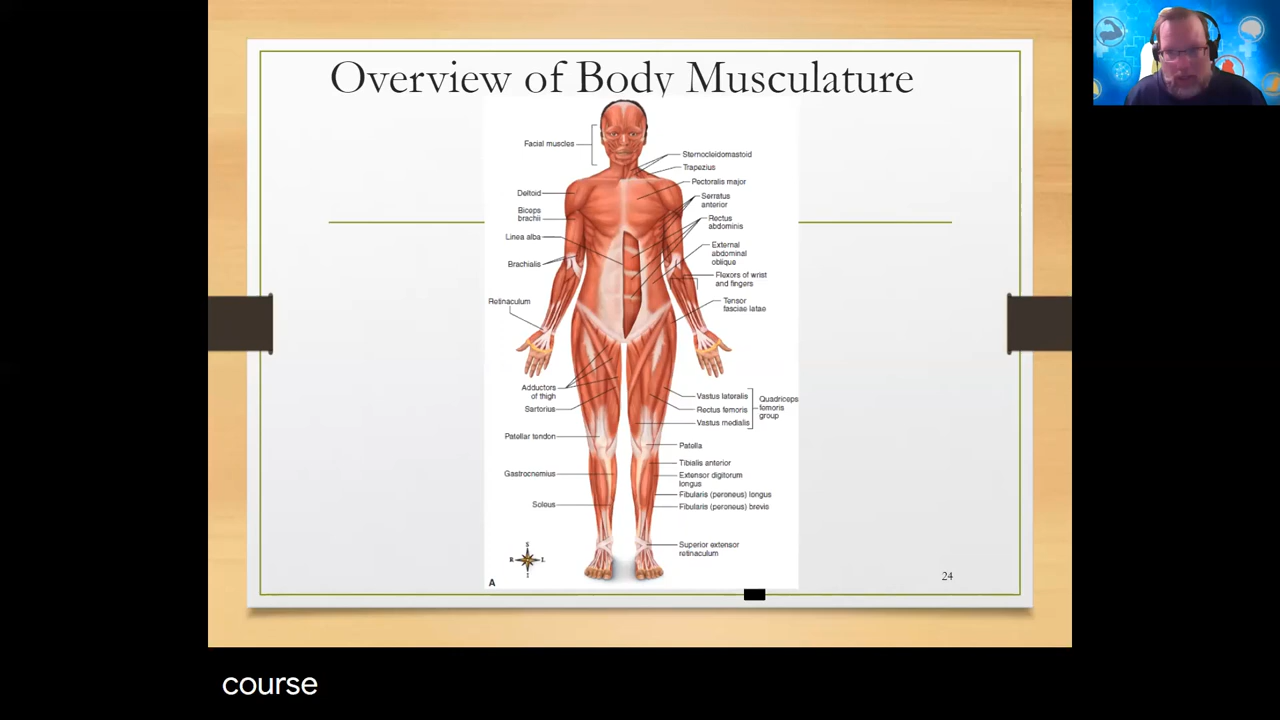 Overview of Body Musculature
Facial muscles
Sternocleidomastoid
Trapezius
Pectoralis major
Deltoid
Serratus
anterior
Biceps
brachii
Rectus
abdominis
Linea alba
External
abdominal
oblique
Brachialis
Flexors of wrist
and fingers
Retinaculum
Tensor
fasciae latae
Adductors
of thigh
Sartorius
Vastus lateralis
Rectus femoris
Vastus medialis
Quadriceps
femoris
group
Patellar tendon
Patella
Gastrocnemius
Tibialis anterior
Extensor digitorum
longus
Fibularis (peroneus) longus
Soleus
Fibularis (peroneus) brevis
Superior extensor
retinaculum
S
R L
I
A
24
course